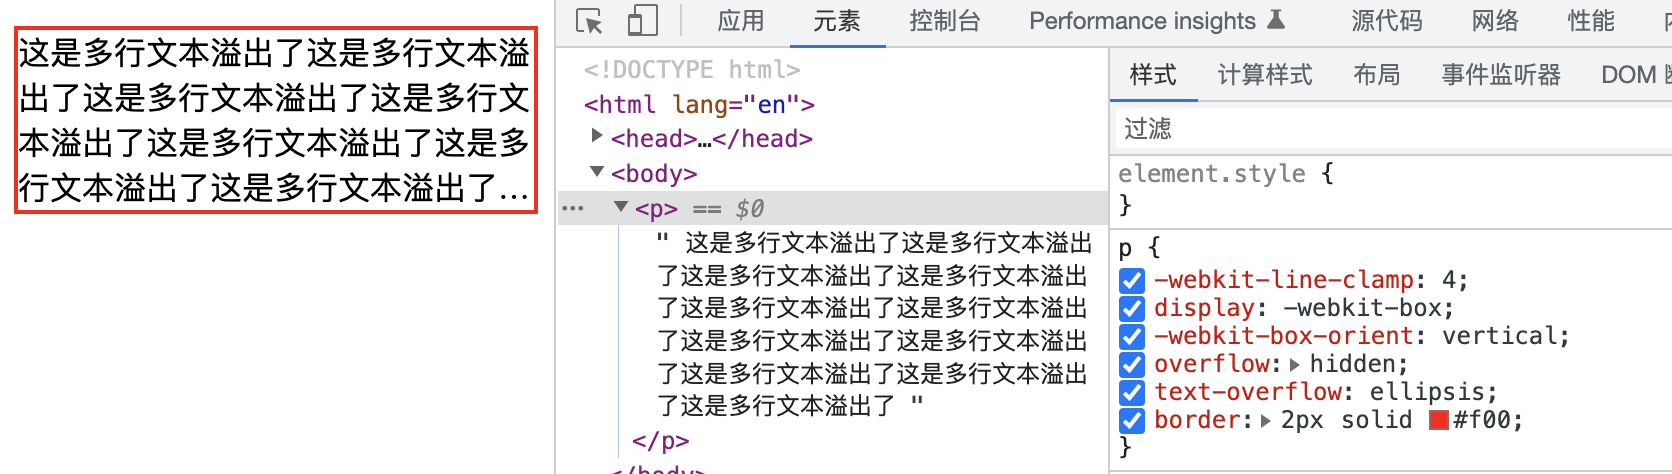 这是多行文本溢出了这是多行文本溢
出了这是多行文本溢出了这是多行文
本溢出了这是多行文本溢出了这是多
行文本溢出了这是多行文本溢出了...
应用 元素 控制台 Performance insights 源代码 网络 性能
<!DOCTYPE html>
<html lang="en">
<head>…</head>
<body>
<p> == $0
" 这是多行文本溢出了这是多行文本溢出
了这是多行文本溢出了这是多行文本溢出
了这是多行文本溢出了这是多行文本溢出
了这是多行文本溢出了这是多行文本溢出
了这是多行文本溢出了这是多行文本溢出
了这是多行文本溢出了 "
</p>
</body>
样式 计算样式 布局 事件监听器 DOM
过滤
element.style {
}
p {
-webkit-line-clamp: 4;
display: -webkit-box;
-webkit-box-orient: vertical;
overflow: hidden;
text-overflow: ellipsis;
border: 2px solid #f00;
}